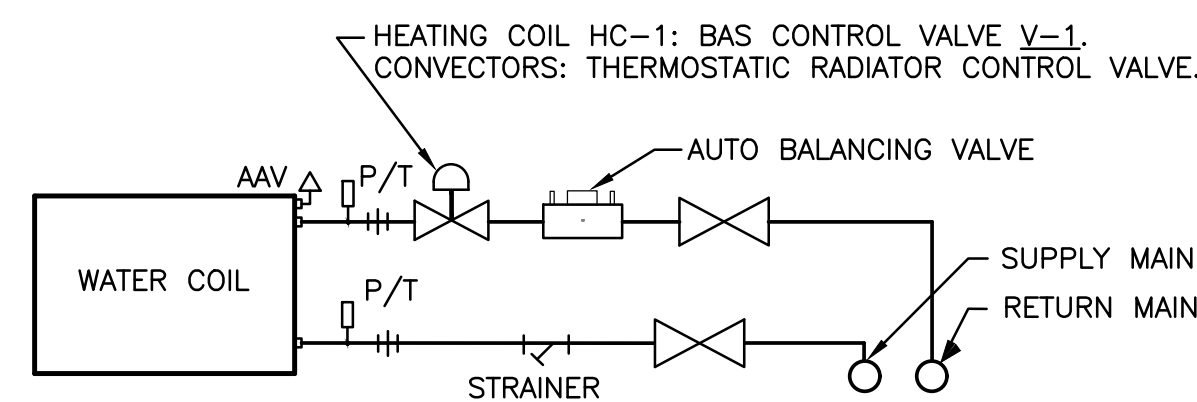 HEATING COIL HC-1: BAS CONTROL VALVE V-1.
CONVECTORS: THERMOSTATIC RADIATOR CONTROL VALVE.
AUTO BALANCING VALVE
AAV
P/T
WATER COIL
SUPPLY MAIN
P/T
RETURN MAIN
STRAINER